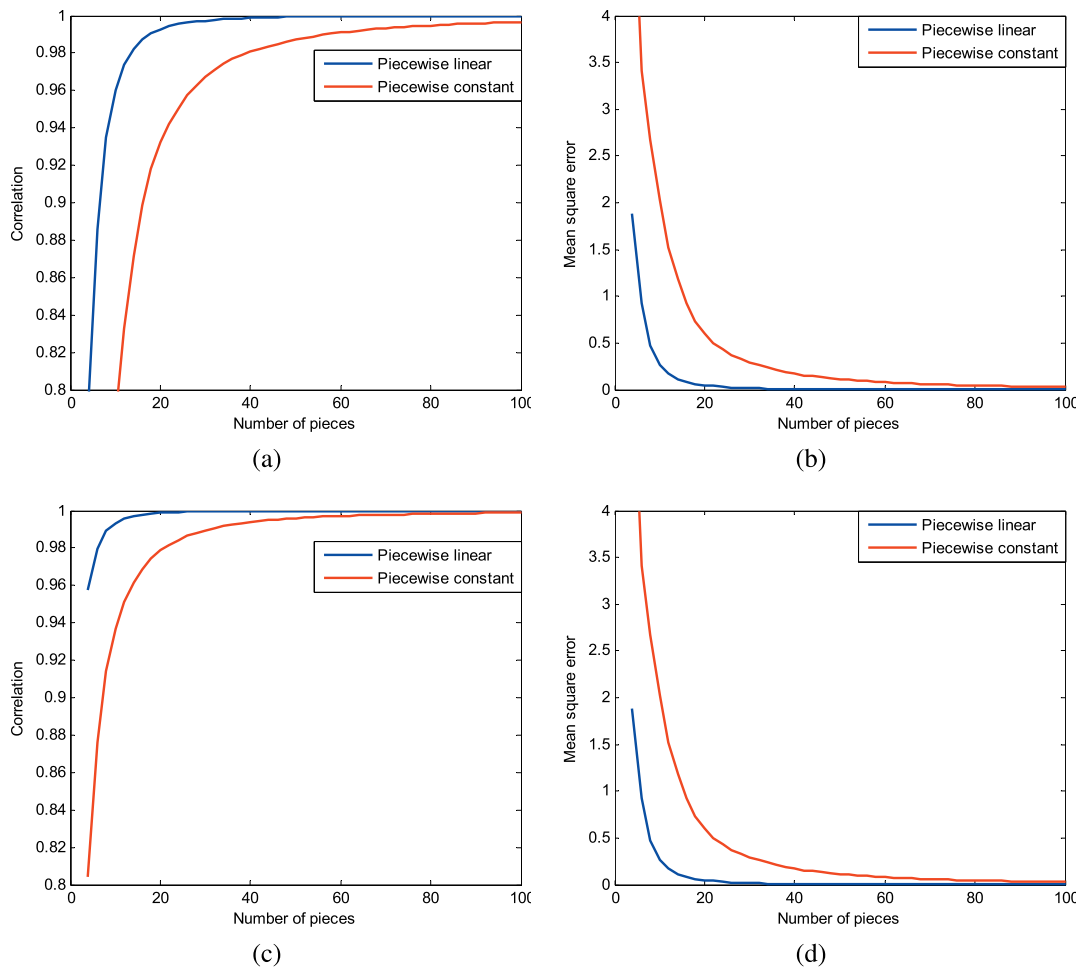 1
0.98
0.96
0.94
0.92
0.9
0.88
0.86
0.84
0.82
0.8
Correlation
Piecewise linear
Piecewise constant
0 20 40 60 80 100
Number of pieces
(a)
4
3.5
3
2.5
2
1.5
1
0.5
0
Mean square error
Piecewise linear
Piecewise constant
0 20 40 60 80 100
Number of pieces
(b)
1
0.98
0.96
0.94
0.92
0.9
0.88
0.86
0.84
0.82
0.8
Correlation
Piecewise linear
Piecewise constant
0 20 40 60 80 100
Number of pieces
(c)
4
3.5
3
2.5
2
1.5
1
0.5
0
Mean square error
Piecewise linear
Piecewise constant
0 20 40 60 80 100
Number of pieces
(d)